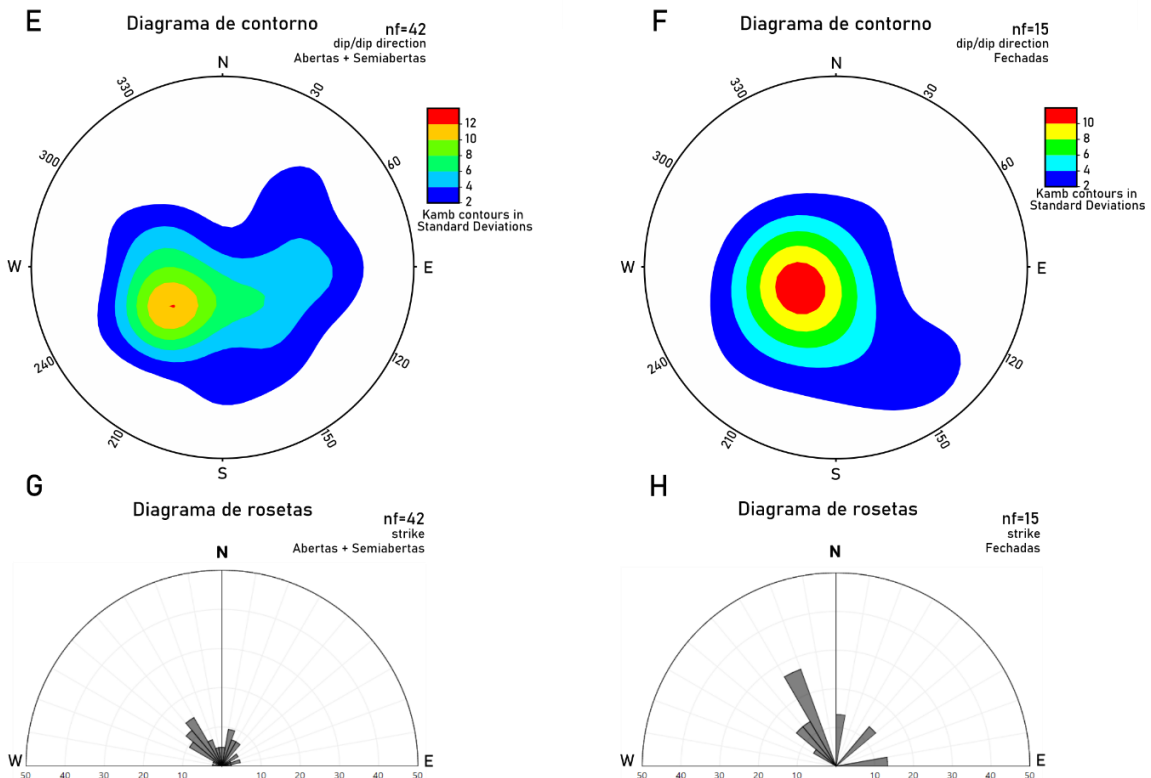 E
Diagrama de contorno
nf=42
dip/dip direction
Abertas + Semiabertas
N
30
60
E
120
150
S
210
240
W
300
330
12
10
8
6
4
2
Kamb contours in
Standard Deviations
F
Diagrama de contorno
nf=15
dip/dip direction
Fechadas
N
30
60
E
120
150
S
210
240
W
300
330
10
8
6
4
2
Kamb contours in
Standard Deviations
G
Diagrama de rosetas
nf=42
strike
Abertas + Semiabertas
N
W
E
50 40 30 20 10 10 20 30 40 50
H
Diagrama de rosetas
nf=15
strike
Fechadas
N
W
E
50 40 30 20 10 10 20 30 40 50